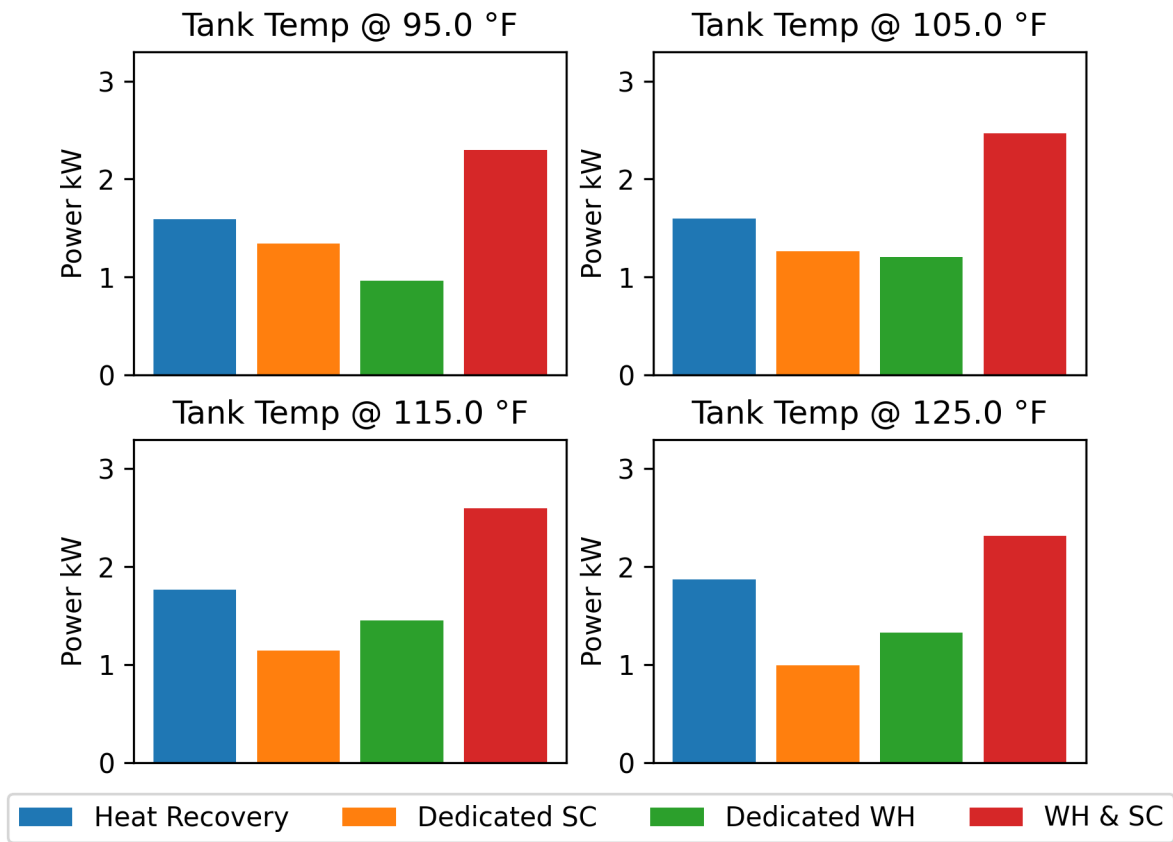 Tank Temp @ 95.0 °F
Power kW
3
2
1
0
Tank Temp @ 105.0 °F
Power kW
3
2
1
0
Tank Temp @ 115.0 °F
Power kW
3
2
1
0
Tank Temp @ 125.0 °F
Power kW
3
2
1
0
Heat Recovery Dedicated SC Dedicated WH WH & SC